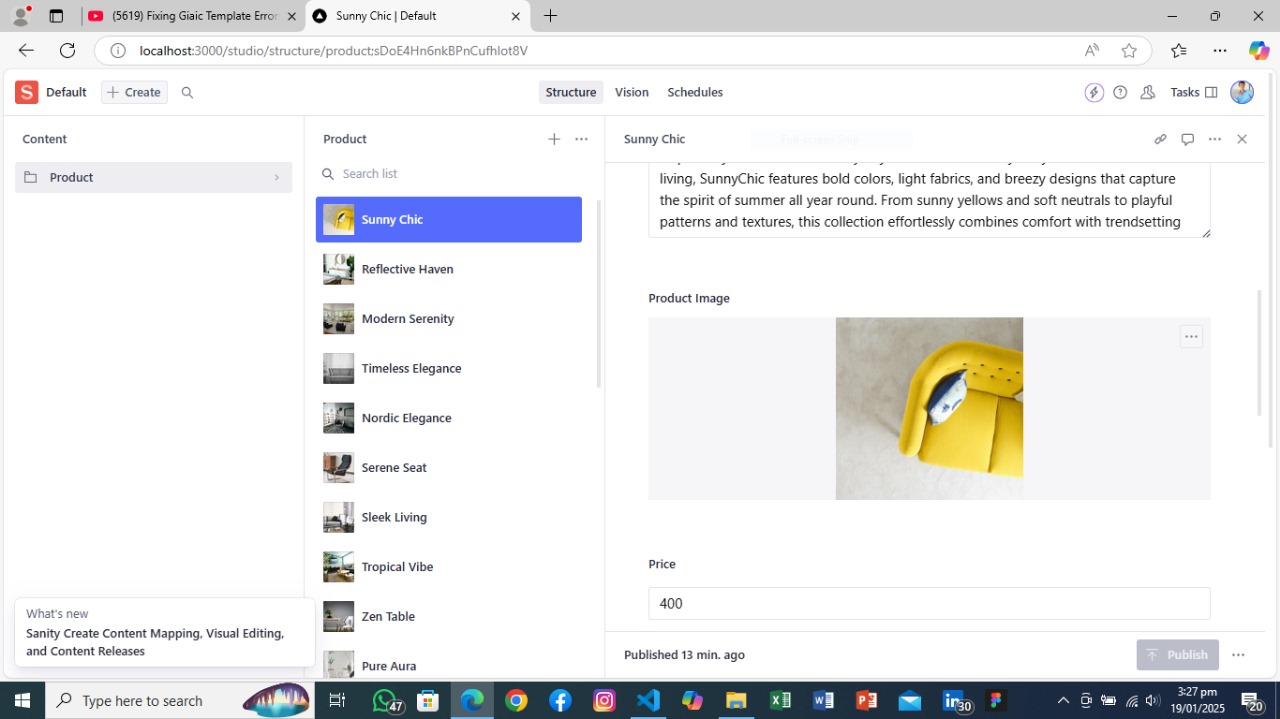 (5619) Fixing Giaic Template Error
Sunny Chic | Default
localhost:3000/studio/structure/product;sDoE4Hn6nkBPnCufhIot8V
S Default
Create
Structure
Vision
Schedules
Tasks
Content
Product
Product
Search list
Sunny Chic
Reflective Haven
Modern Serenity
Timeless Elegance
Nordic Elegance
Serene Seat
Sleek Living
Tropical Vibe
Zen Table
Pure Aura
What's new
Sanity Create Content Mapping, Visual Editing,
and Content Releases
Sunny Chic
Full-screen Snip
living, SunnyChic features bold colors, light fabrics, and breezy designs that capture
the spirit of summer all year round. From sunny yellows and soft neutrals to playful
patterns and textures, this collection effortlessly combines comfort with trendsetting
Product Image
Price
400
Published 13 min. ago
Publish
Type here to search
47
30
3:27 pm
19/01/2025
20